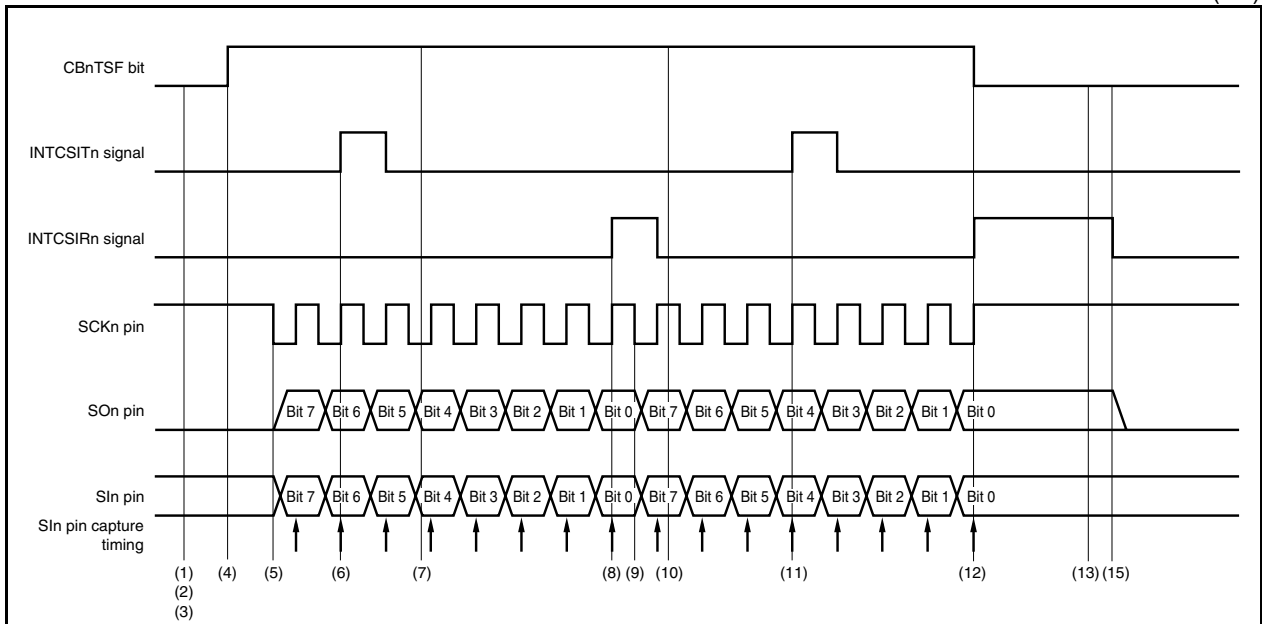 CBnTSF bit
INTCSITn signal
INTCSIRn signal
SCKn pin
SOn pin
Bit 7 Bit 6 Bit 5 Bit 4 Bit 3 Bit 2 Bit 1 Bit 0 Bit 7 Bit 6 Bit 5 Bit 4 Bit 3 Bit 2 Bit 1 Bit 0
SIn pin
Bit 7 Bit 6 Bit 5 Bit 4 Bit 3 Bit 2 Bit 1 Bit 0 Bit 7 Bit 6 Bit 5 Bit 4 Bit 3 Bit 2 Bit 1 Bit 0
SIn pin capture
timing
(1) (4) (5) (6) (7) (8) (9) (10) (11) (12) (13) (15)
(2)
(3)